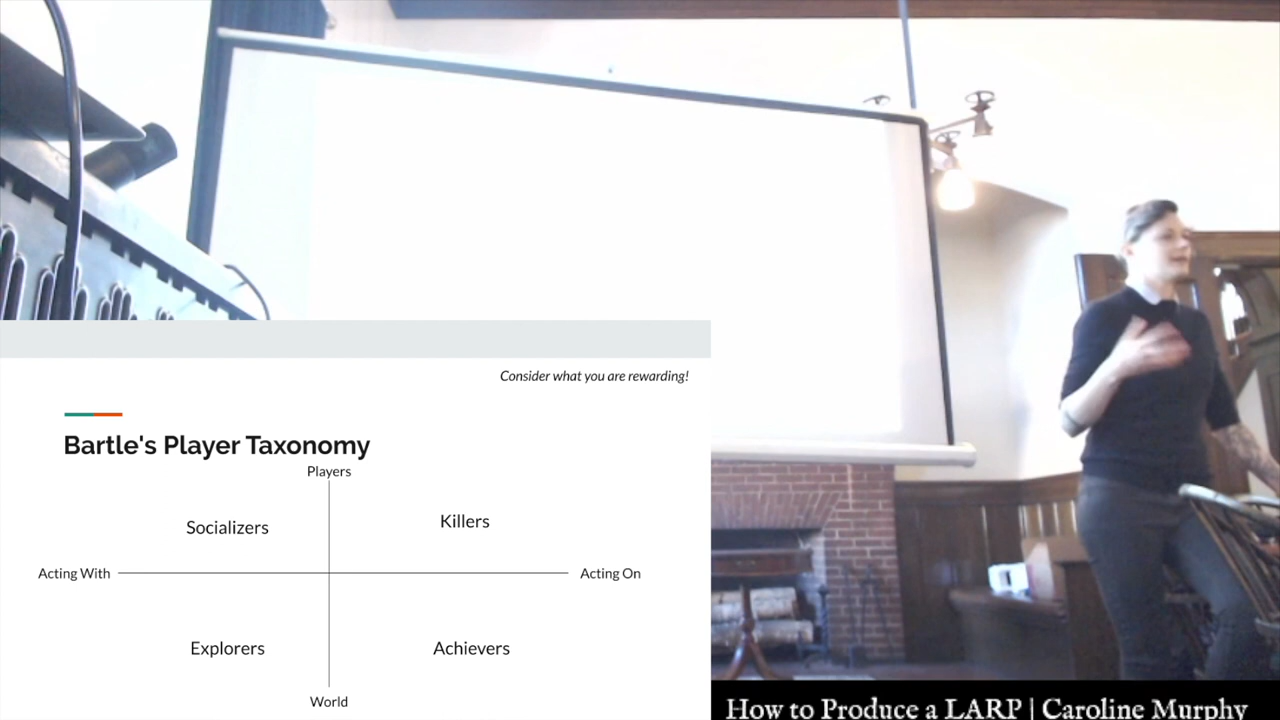 Consider what you are rewarding!
Bartle's Player Taxonomy
Players
Socializers
Killers
Acting With
Acting On
Explorers
Achievers
World
How to Produce a LARP | Caroline Murphy